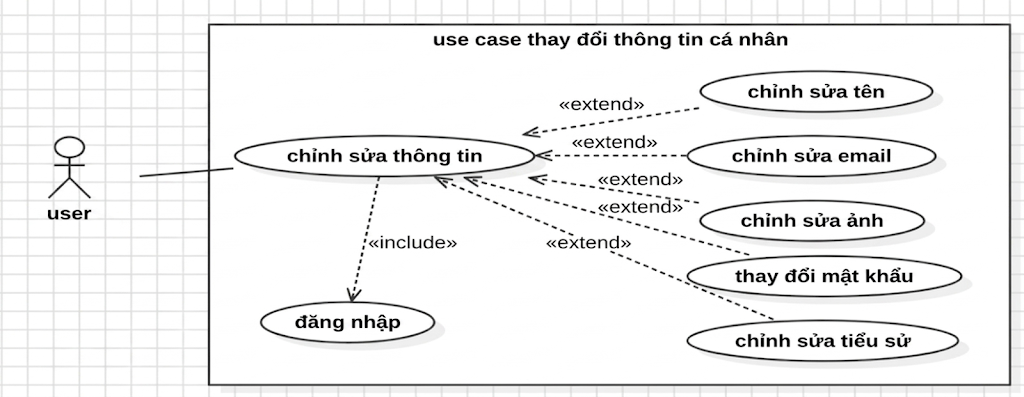 use case thay đổi thông tin cá nhân
«extend»
chỉnh sửa tên
«extend»
chỉnh sửa thông tin
chỉnh sửa email
«extend»
«extend»
user
chỉnh sửa ảnh
«include»
«extend»
thay đổi mật khẩu
đăng nhập
chỉnh sửa tiểu sử